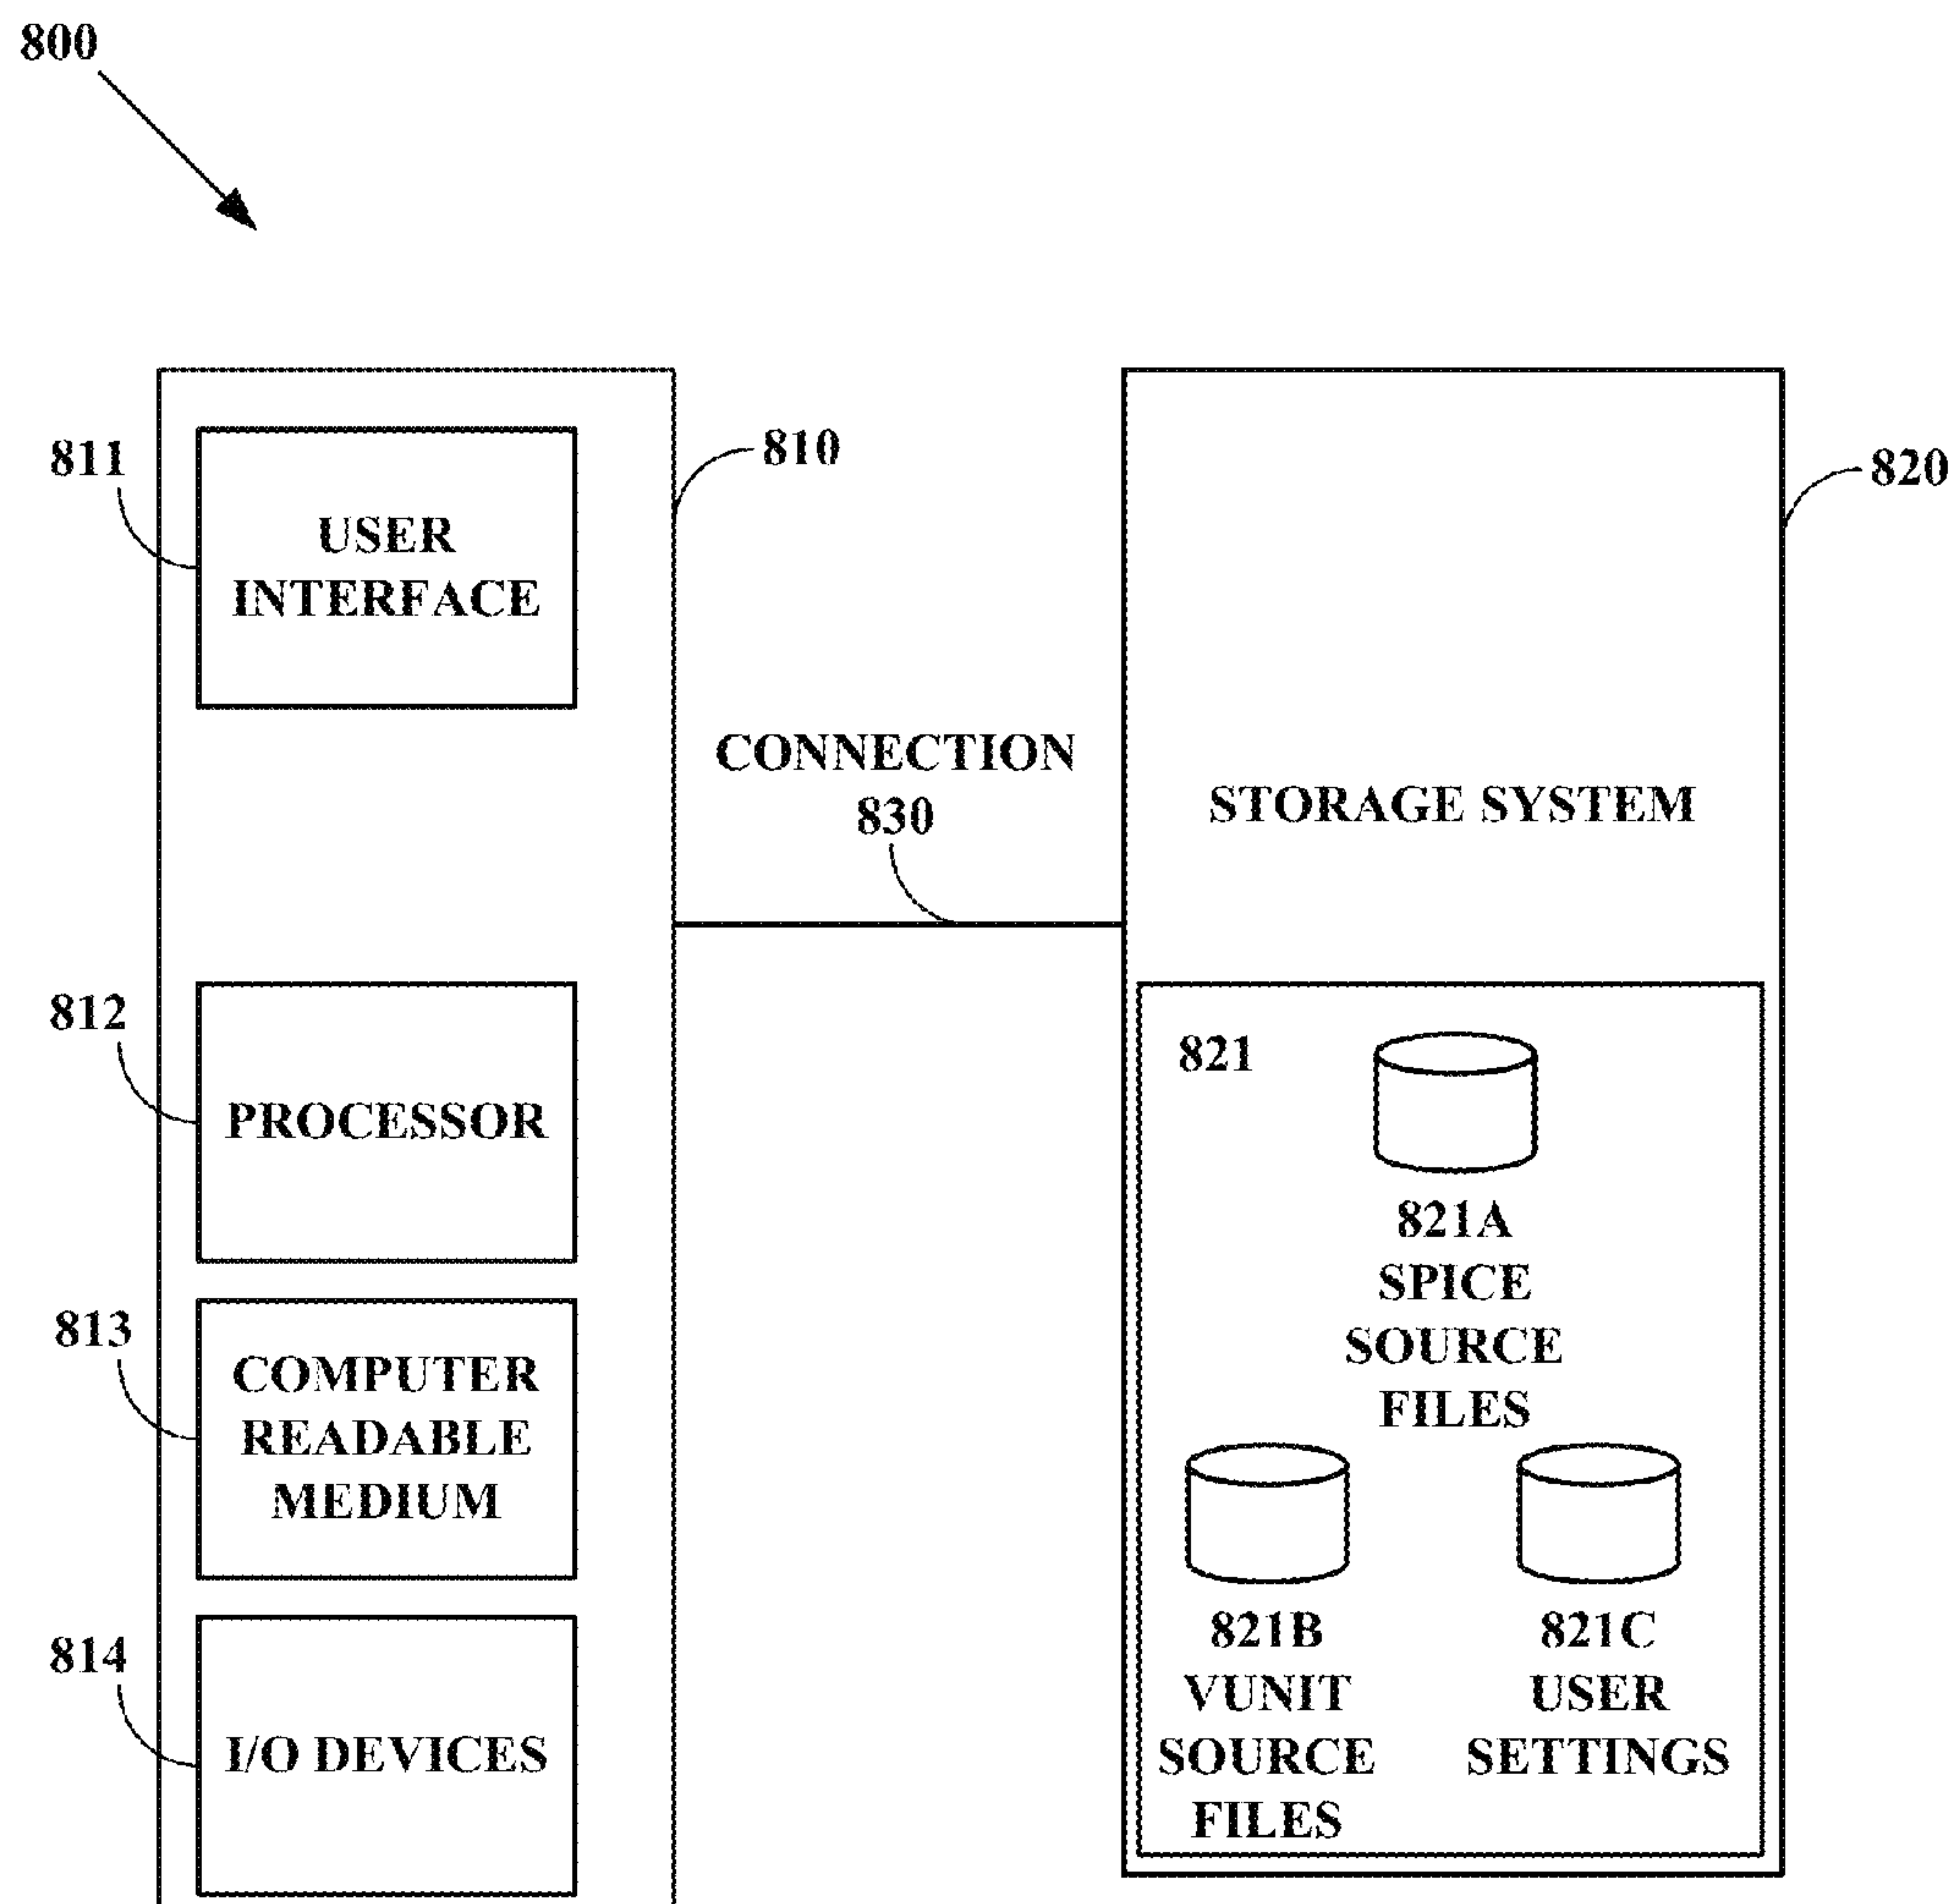 800
811
USER
INTERFACE
810
820
CONNECTION
830
STORAGE SYSTEM
812
PROCESSOR
813
COMPUTER
READABLE
MEDIUM
814
I/O DEVICES
821
821A
SPICE
SOURCE
FILES
821B
VUNIT
SOURCE
FILES
821C
USER
SETTINGS